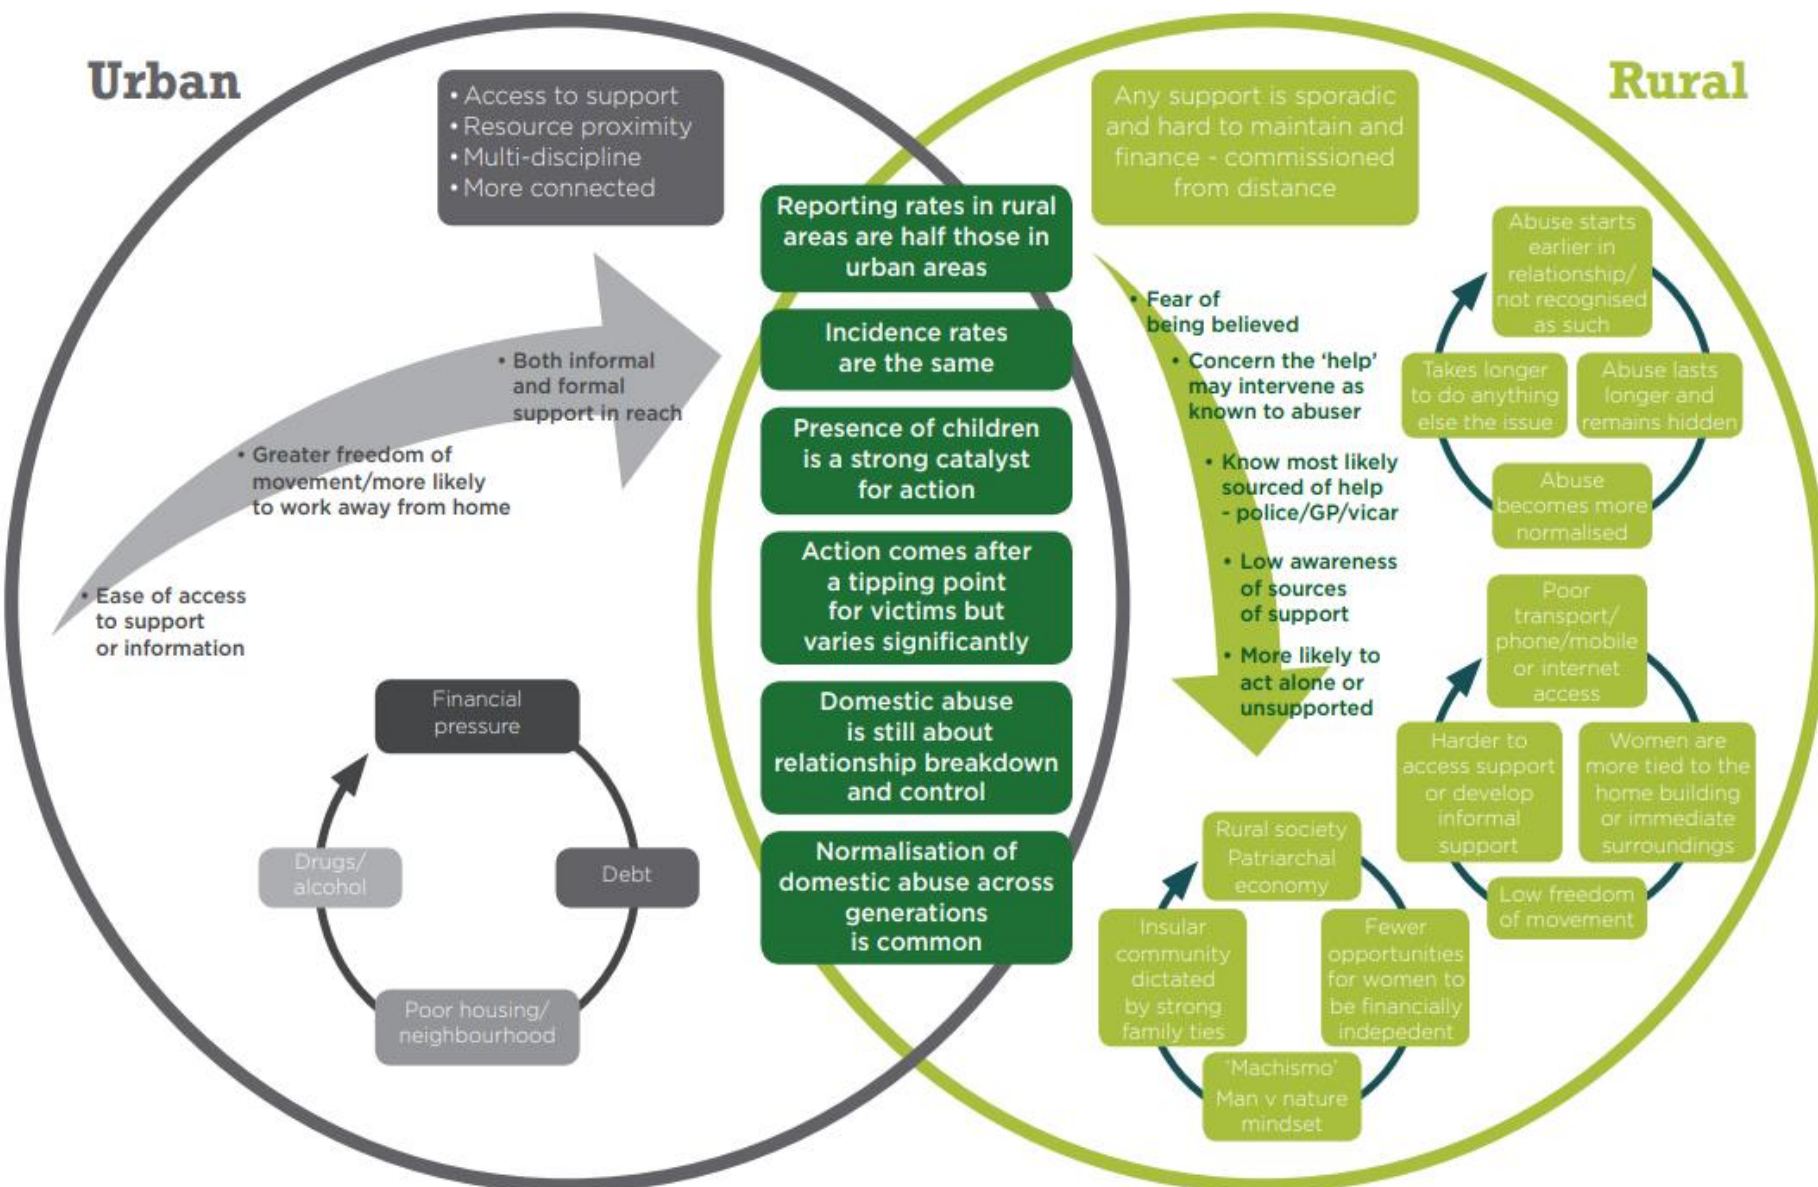 Urban
• Access to support
• Resource proximity
• Multi-discipline
• More connected
• Both informal
and formal
support in reach
• Greater freedom of
movement/more likely
to work away from home
• Ease of access
to support
or information
Financial
pressure
Debt
Poor housing/
neighbourhood
Drugs/
alcohol
Reporting rates in rural
areas are half those in
urban areas
Incidence rates
are the same
Presence of children
is a strong catalyst
for action
Action comes after
a tipping point
for victims but
varies significantly
Domestic abuse
is still about
relationship breakdown
and control
Normalisation of
domestic abuse across
generations
is common
Rural
Any support is sporadic
and hard to maintain and
finance - commissioned
from distance
• Fear of
being believed
• Concern the ‘help’
may intervene as
known to abuser
• Know most likely
sourced of help
- police/GP/vicar
• Low awareness
of sources
of support
• More likely to
act alone or
unsupported
Abuse starts
earlier in
relationship/
not recognised
as such
Abuse lasts
longer and
remains hidden
Abuse
becomes more
normalised
Takes longer
to do anything
else the issue
Poor
transport/
phone/mobile
or internet
access
Women are
more tied to the
home building
or immediate
surroundings
Low freedom
of movement
Harder to
access support
or develop
informal
support
Rural society
Patriarchal
economy
Fewer
opportunities
for women to
be financially
indepedent
‘Machismo’
Man v nature
mindset
Insular
community
dictated
by strong
family ties